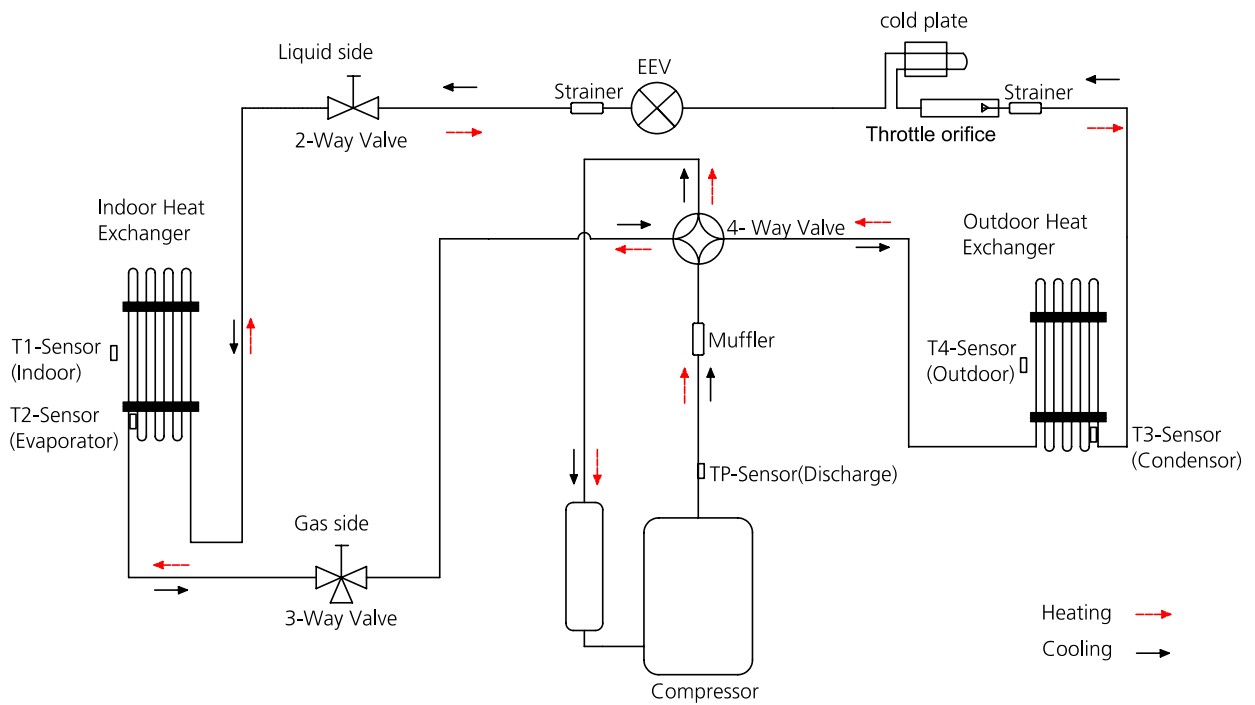 cold plate
Liquid side
EEV
Strainer
Strainer
2-Way Valve
Throttle orifice
Indoor Heat
Exchanger
4- Way Valve
Outdoor Heat
Exchanger
T1-Sensor
(Indoor)
Muffler
T4-Sensor
(Outdoor)
T2-Sensor
(Evaporator)
T3-Sensor
(Condensor)
TP-Sensor(Discharge)
Gas side
3-Way Valve
Heating
Cooling
Compressor